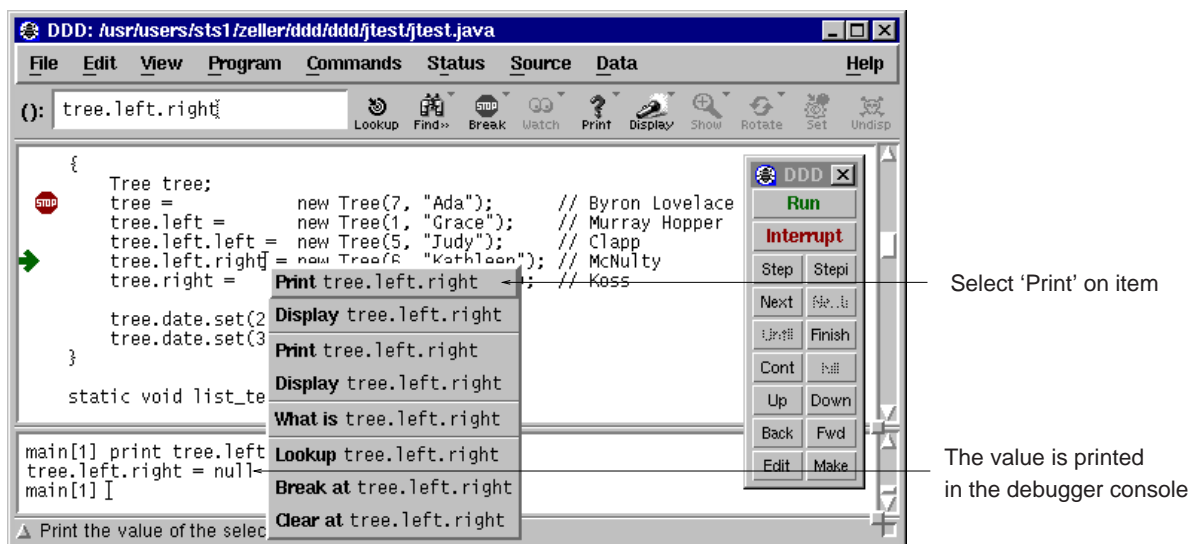 DDD: /usr/users/sts1/zeller/ddd/ddd/jtest/jtest.java
File Edit View Program Commands Status Source Data Help
(): tree.left.right
Lookup Find» Break Watch Print Display Show Rotate Set Undisp
{
Tree tree;
tree = new Tree(7, "Ada"); // Byron Lovelace
tree.left = new Tree(1, "Grace"); // Murray Hopper
tree.left.left = new Tree(5, "Judy"); // Clapp
tree.left.right = new Tree(6, "Kathleen"); // McNulty
tree.right = ; // Koss
tree.date.set(2
tree.date.set(3
}
static void list_te
STOP
STOP
Print tree.left.right
Display tree.left.right
Print tree.left.right
Display tree.left.right
What is tree.left.right
Lookup tree.left.right
Break at tree.left.right
Clear at tree.left.right
main[1] print tree.left
tree.left.right = null
main[1]
Print the value of the selec
DDD
Run
Interrupt
Step Stepi
Next
Until Finish
Cont Kill
Up Down
Back Fwd
Edit Make
Select ‘Print’ on item
The value is printed
in the debugger console